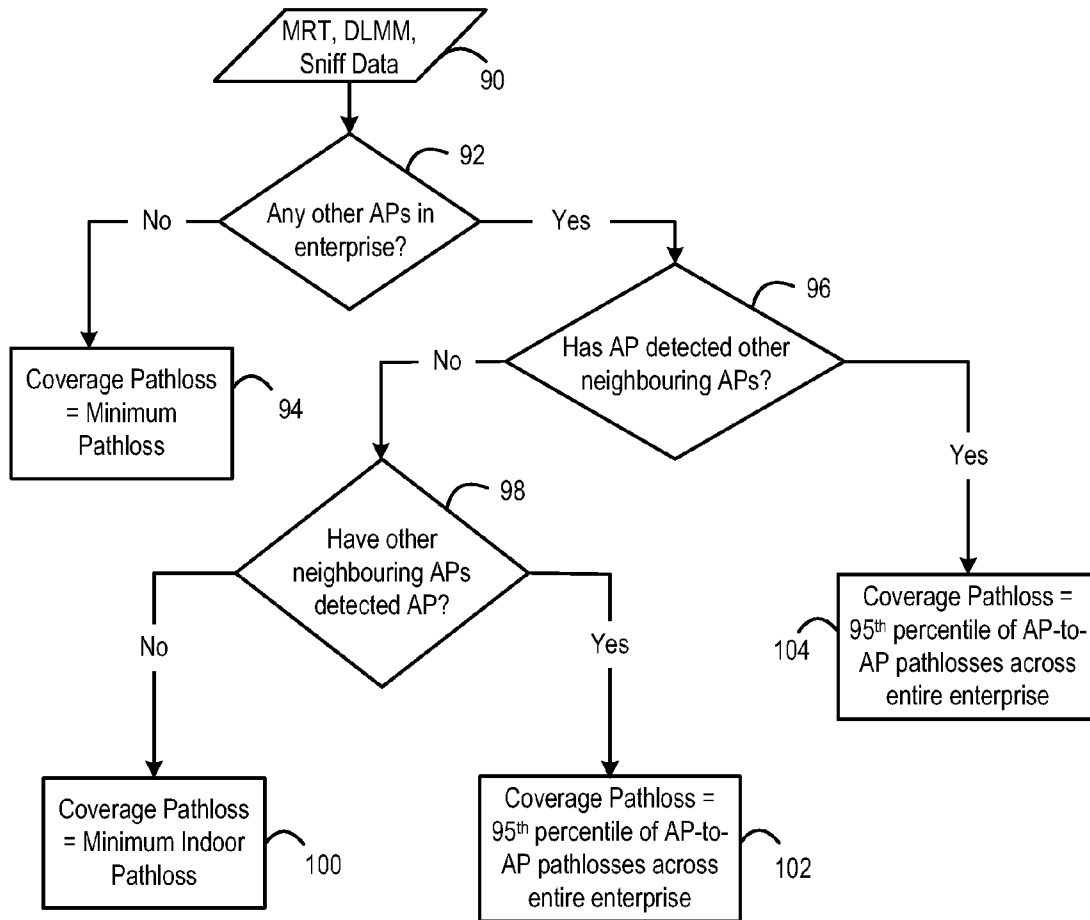 MRT, DLMM,
Sniff Data
90
92
Any other APs in
enterprise?
No
Yes
96
Has AP detected other
neighbouring APs?
Coverage Pathloss
= Minimum
Pathloss
94
No
Yes
98
Have other
neighbouring APs
detected AP?
No
Yes
Coverage Pathloss =
95th percentile of AP-to-
AP pathlosses across
entire enterprise
104
Coverage Pathloss
= Minimum Indoor
Pathloss
100
Coverage Pathloss =
95th percentile of AP-to-
AP pathlosses across
entire enterprise
102